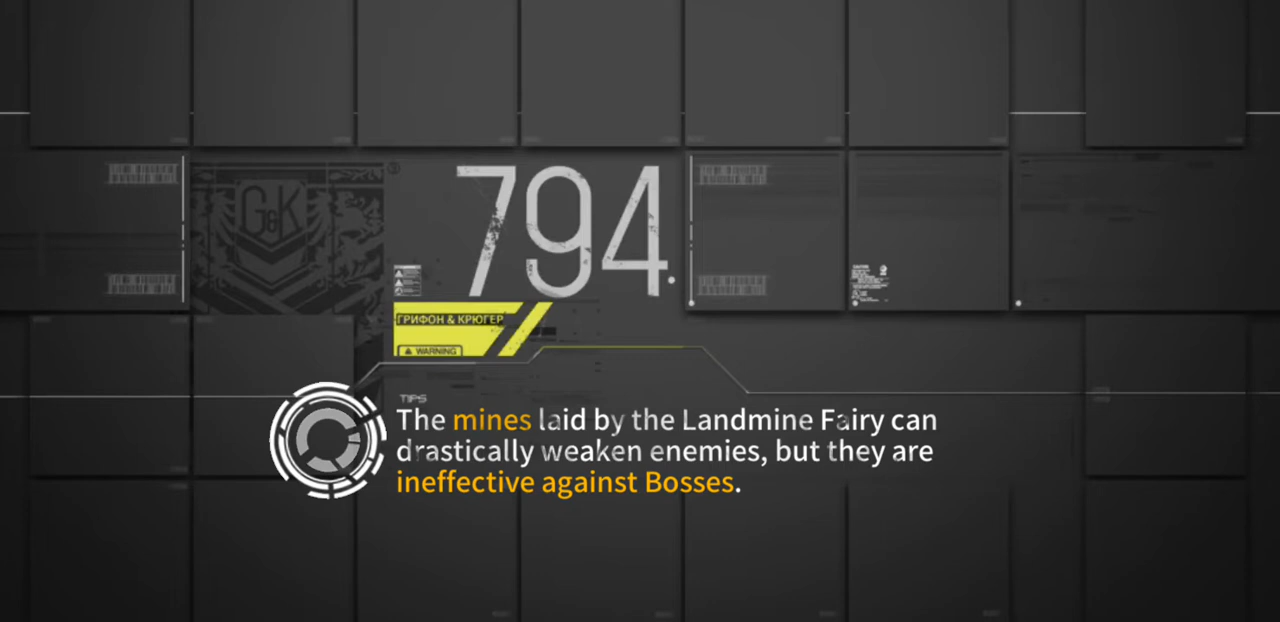 G&K
794.
ГРИФОН & КРЮГЕР
WARNING
TIPS
The mines laid by the Landmine Fairy can
drastically weaken enemies, but they are
ineffective against Bosses.